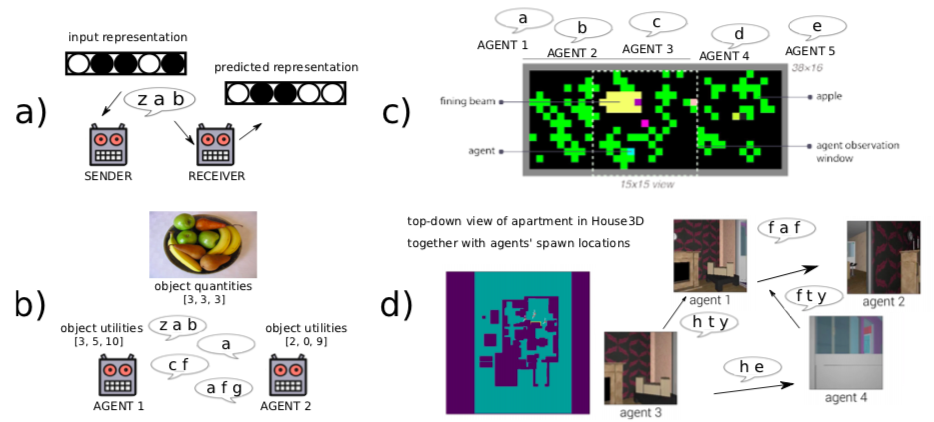 a)
input representation
predicted representation
z a b
SENDER
RECEIVER
b)
object quantities
[3, 3, 3]
object utilities
[3, 5, 10]
object utilities
[2, 0, 9]
z a b
a
c f
a f g
AGENT 1
AGENT 2
c)
a
b
c
d
e
AGENT 1
AGENT 2
AGENT 3
AGENT 4
AGENT 5
38×16
fining beam
apple
agent
agent observation
window
15x15 view
d)
top-down view of apartment in House3D
together with agents' spawn locations
f a f
agent 1
agent 2
f t y
h t y
h e
agent 3
agent 4